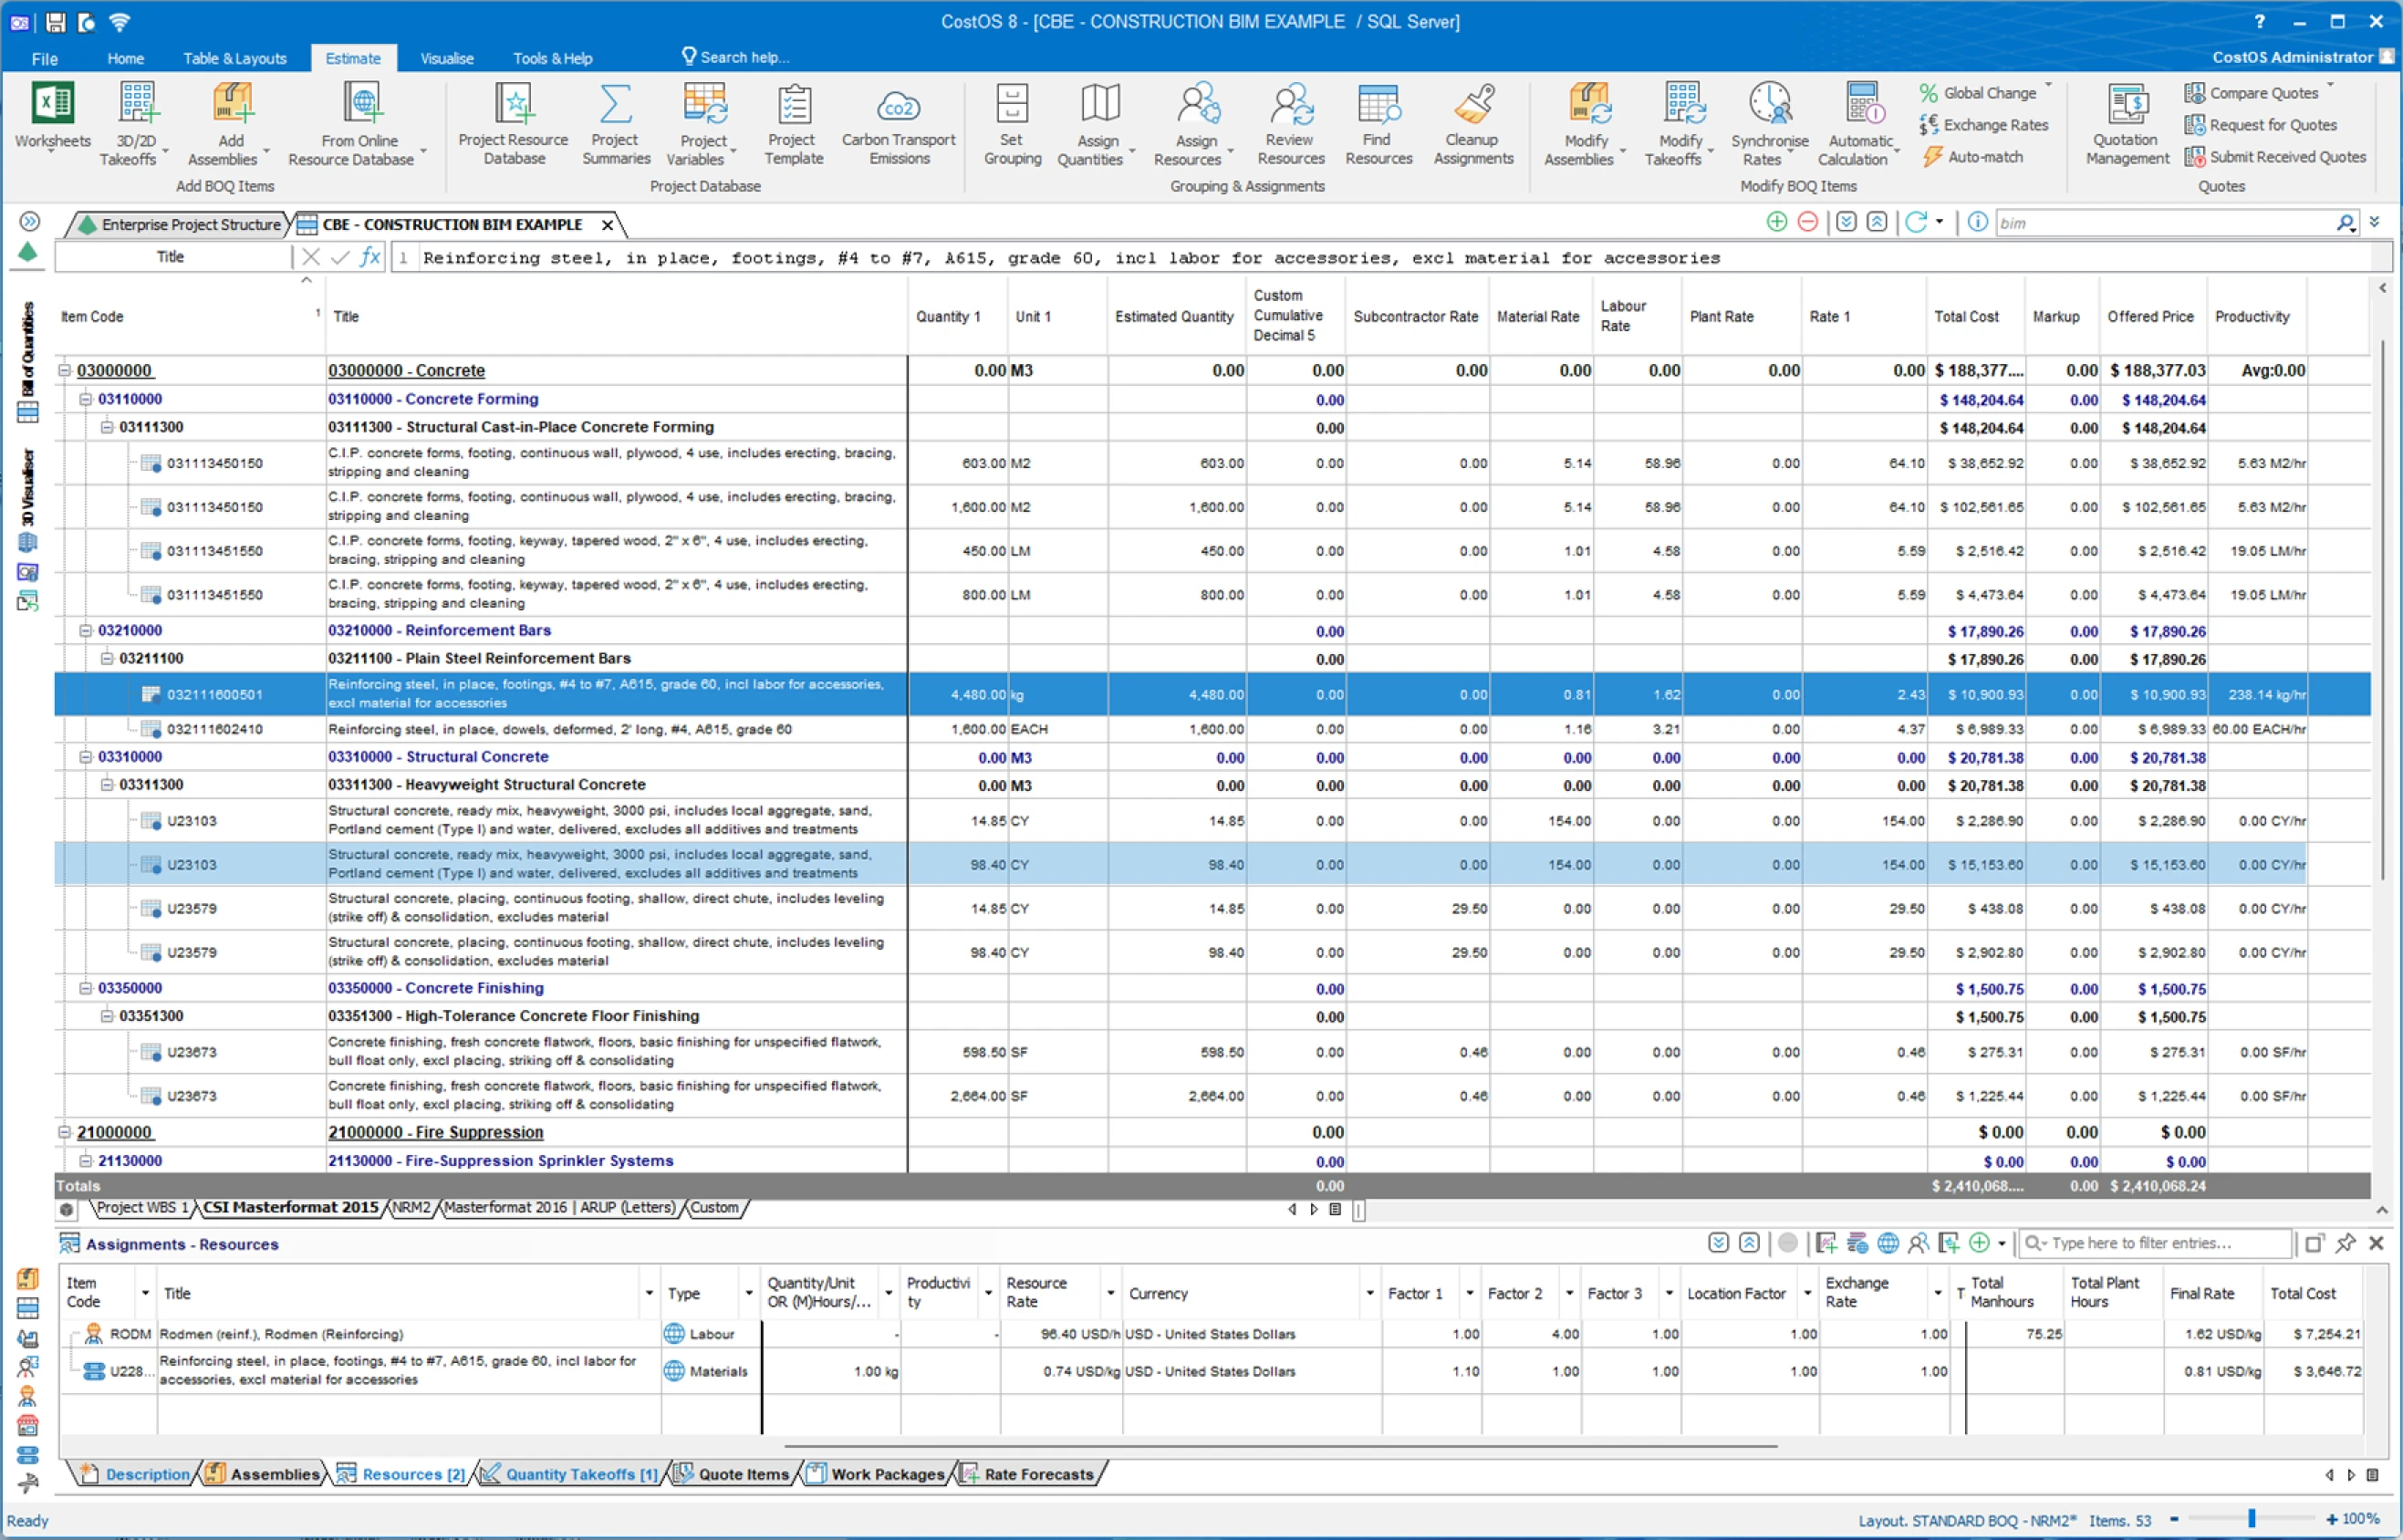 CostOS 8 - [CBE - CONSTRUCTION BIM EXAMPLE / SQL Server]
File Home Table & Layouts Estimate Visualise Tools & Help Search help... CostOS Administrator
Worksheets 3D/2D Takeoffs Add Assemblies From Online Resource Database Project Resource Database Project Summaries Project Variables Project Template Carbon Transport Emissions Set Grouping Assign Quantities Assign Resources Review Resources Find Resources Cleanup Assignments Modify Assemblies Modify Takeoffs Synchronise Rates Automatic Calculation Global Change Exchange Rates Auto-match Quotation Management Compare Quotes Request for Quotes Submit Received Quotes
Add BOQ Items Project Database Grouping & Assignments Modify BOQ Items Quotes
Enterprise Project Structure CBE - CONSTRUCTION BIM EXAMPLE bim
Title fx 1 Reinforcing steel, in place, footings, #4 to #7, A615, grade 60, incl labor for accessories, excl material for accessories
Bill of Quantities
3D Visualiser
Item Code 1 Title Quantity 1 Unit 1 Estimated Quantity Custom Cumulative Decimal 5 Subcontractor Rate Material Rate Labour Rate Plant Rate Rate 1 Total Cost Markup Offered Price Productivity
03000000 03000000 - Concrete 0.00 M3 0.00 0.00 0.00 0.00 0.00 0.00 0.00 $ 188,377.... 0.00 $ 188,377.03 Avg:0.00
03110000 03110000 - Concrete Forming 0.00 $ 148,204.64 0.00 $ 148,204.64
03111300 03111300 - Structural Cast-in-Place Concrete Forming 0.00 $ 148,204.64 0.00 $ 148,204.64
031113450150 C.I.P. concrete forms, footing, continuous wall, plywood, 4 use, includes erecting, bracing, stripping and cleaning 603.00 M2 603.00 0.00 0.00 5.14 58.96 0.00 64.10 $ 38,652.92 0.00 $ 38,652.92 5.63 M2/hr
031113450150 C.I.P. concrete forms, footing, continuous wall, plywood, 4 use, includes erecting, bracing, stripping and cleaning 1,600.00 M2 1,600.00 0.00 0.00 5.14 58.96 0.00 64.10 $ 102,561.65 0.00 $ 102,561.65 5.63 M2/hr
031113451550 C.I.P. concrete forms, footing, keyway, tapered wood, 2" x 6", 4 use, includes erecting, bracing, stripping and cleaning 450.00 LM 450.00 0.00 0.00 1.01 4.58 0.00 5.59 $ 2,516.42 0.00 $ 2,516.42 19.05 LM/hr
031113451550 C.I.P. concrete forms, footing, keyway, tapered wood, 2" x 6", 4 use, includes erecting, bracing, stripping and cleaning 800.00 LM 800.00 0.00 0.00 1.01 4.58 0.00 5.59 $ 4,473.64 0.00 $ 4,473.64 19.05 LM/hr
03210000 03210000 - Reinforcement Bars 0.00 $ 17,890.26 0.00 $ 17,890.26
03211100 03211100 - Plain Steel Reinforcement Bars 0.00 $ 17,890.26 0.00 $ 17,890.26
032111600501 Reinforcing steel, in place, footings, #4 to #7, A615, grade 60, incl labor for accessories, excl material for accessories 4,480.00 kg 4,480.00 0.00 0.00 0.81 1.62 0.00 2.43 $ 10,900.93 0.00 $ 10,900.93 238.14 kg/hr
032111602410 Reinforcing steel, in place, dowels, deformed, 2' long, #4, A615, grade 60 1,600.00 EACH 1,600.00 0.00 0.00 1.16 3.21 0.00 4.37 $ 6,989.33 0.00 $ 6,989.33 60.00 EACH/hr
03310000 03310000 - Structural Concrete 0.00 M3 0.00 0.00 0.00 0.00 0.00 0.00 0.00 $ 20,781.38 0.00 $ 20,781.38
03311300 03311300 - Heavyweight Structural Concrete 0.00 M3 0.00 0.00 0.00 0.00 0.00 0.00 0.00 $ 20,781.38 0.00 $ 20,781.38
U23103 Structural concrete, ready mix, heavyweight, 3000 psi, includes local aggregate, sand, Portland cement (Type I) and water, delivered, excludes all additives and treatments 14.85 CY 14.85 0.00 0.00 154.00 0.00 0.00 154.00 $ 2,286.90 0.00 $ 2,286.90 0.00 CY/hr
U23103 Structural concrete, ready mix, heavyweight, 3000 psi, includes local aggregate, sand, Portland cement (Type I) and water, delivered, excludes all additives and treatments 98.40 CY 98.40 0.00 0.00 154.00 0.00 0.00 154.00 $ 15,153.60 0.00 $ 15,153.60 0.00 CY/hr
U23579 Structural concrete, placing, continuous footing, shallow, direct chute, includes leveling (strike off) & consolidation, excludes material 14.85 CY 14.85 0.00 29.50 0.00 0.00 0.00 29.50 $ 438.08 0.00 $ 438.08 0.00 CY/hr
U23579 Structural concrete, placing, continuous footing, shallow, direct chute, includes leveling (strike off) & consolidation, excludes material 98.40 CY 98.40 0.00 29.50 0.00 0.00 0.00 29.50 $ 2,902.80 0.00 $ 2,902.80 0.00 CY/hr
03350000 03350000 - Concrete Finishing 0.00 $ 1,500.75 0.00 $ 1,500.75
03351300 03351300 - High-Tolerance Concrete Floor Finishing 0.00 $ 1,500.75 0.00 $ 1,500.75
U23673 Concrete finishing, fresh concrete flatwork, floors, basic finishing for unspecified flatwork, bull float only, excl placing, striking off & consolidating 598.50 SF 598.50 0.00 0.46 0.00 0.00 0.00 0.46 $ 275.31 0.00 $ 275.31 0.00 SF/hr
U23673 Concrete finishing, fresh concrete flatwork, floors, basic finishing for unspecified flatwork, bull float only, excl placing, striking off & consolidating 2,664.00 SF 2,664.00 0.00 0.46 0.00 0.00 0.00 0.46 $ 1,225.44 0.00 $ 1,225.44 0.00 SF/hr
21000000 21000000 - Fire Suppression 0.00 $ 0.00 0.00 $ 0.00
21130000 21130000 - Fire-Suppression Sprinkler Systems 0.00 $ 0.00 0.00 $ 0.00
Totals 0.00 $ 2,410,068.... 0.00 $ 2,410,068.24
Project WBS 1 CSI Masterformat 2015 NRM2 Masterformat 2016 | ARUP (Letters) Custom
Assignments - Resources Type here to filter entries...
Item Code Title Type Quantity/Unit OR (M)Hours/... Productivi ty Resource Rate Currency Factor 1 Factor 2 Factor 3 Location Factor Exchange Rate T Total Manhours Total Plant Hours Final Rate Total Cost
RODM Rodmen (reinf.), Rodmen (Reinforcing) Labour - - 96.40 USD/h USD - United States Dollars 1.00 4.00 1.00 1.00 1.00 75.25 1.62 USD/kg $ 7,254.21
U228... Reinforcing steel, in place, footings, #4 to #7, A615, grade 60, incl labor for accessories, excl material for accessories Materials 1.00 kg 0.74 USD/kg USD - United States Dollars 1.10 1.00 1.00 1.00 1.00 0.81 USD/kg $ 3,646.72
Description Assemblies Resources [2] Quantity Takeoffs [1] Quote Items Work Packages Rate Forecasts
Ready Layout. STANDARD BOQ - NRM2* Items. 53 - + 100%